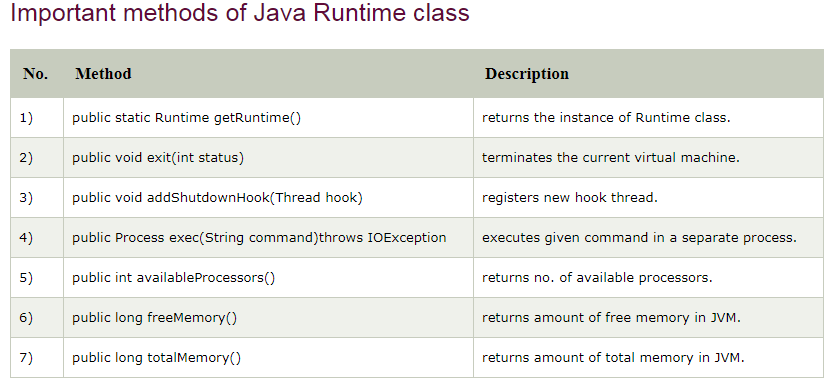 Important methods of Java Runtime class
No. Method Description
1) public static Runtime getRuntime() returns the instance of Runtime class.
2) public void exit(int status) terminates the current virtual machine.
3) public void addShutdownHook(Thread hook) registers new hook thread.
4) public Process exec(String command)throws IOException executes given command in a separate process.
5) public int availableProcessors() returns no. of available processors.
6) public long freeMemory() returns amount of free memory in JVM.
7) public long totalMemory() returns amount of total memory in JVM.